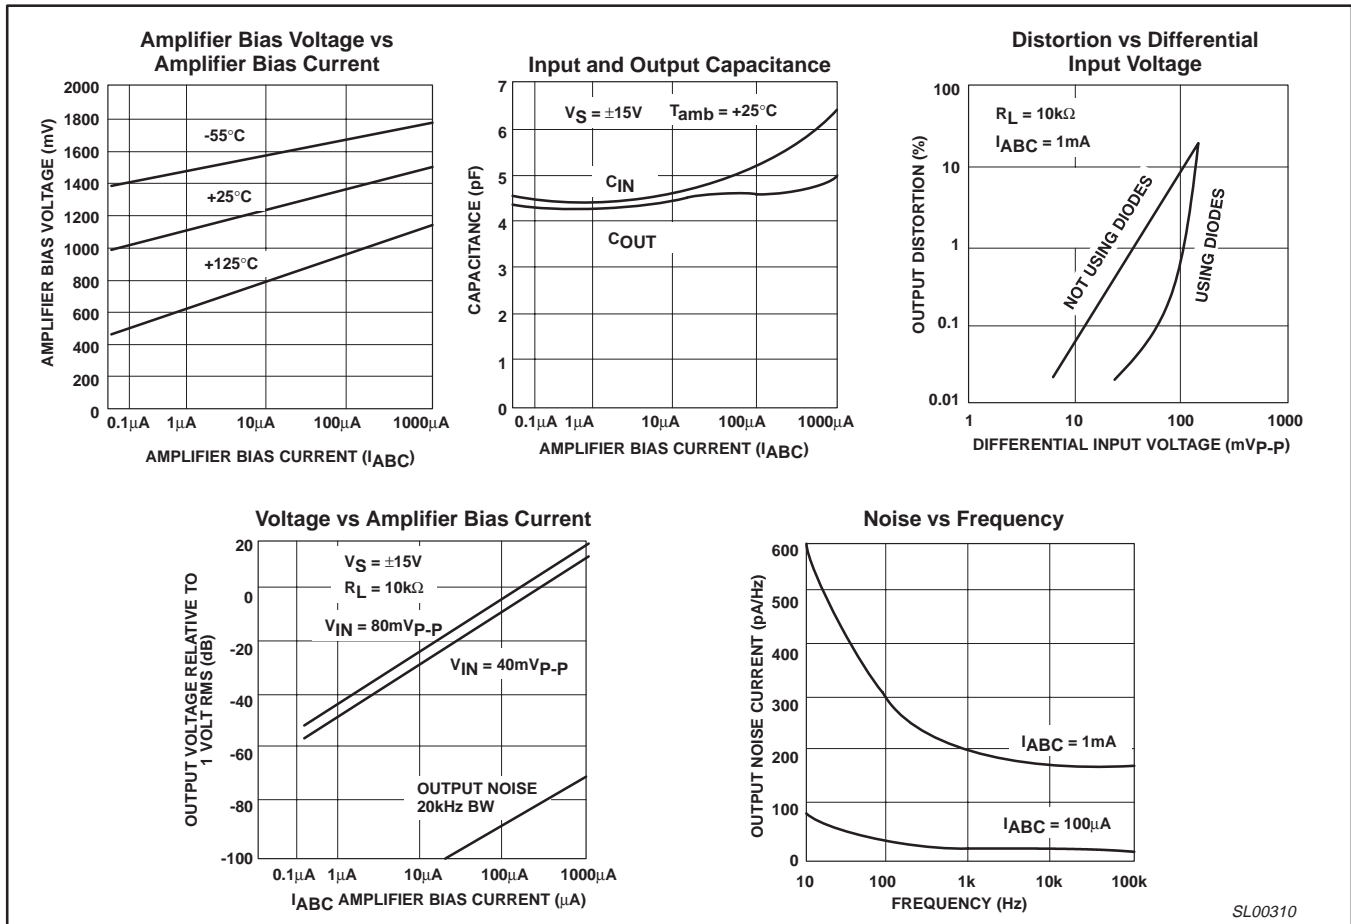 Amplifier Bias Voltage vs
Amplifier Bias Current
AMPLIFIER BIAS VOLTAGE (mV)
2000
1800
1600
1400
1200
1000
800
600
400
200
0
-55°C
+25°C
+125°C
0.1µA 1µA 10µA 100µA 1000µA
AMPLIFIER BIAS CURRENT (IABC)
Input and Output Capacitance
CAPACITANCE (pF)
7
6
5
4
3
2
1
0
VS = ±15V Tamb = +25°C
CIN
COUT
0.1µA 1µA 10µA 100µA 1000µA
AMPLIFIER BIAS CURRENT (IABC)
Distortion vs Differential
Input Voltage
OUTPUT DISTORTION (%)
100
10
1
0.1
0.01
RL = 10kΩ
IABC = 1mA
NOT USING DIODES
USING DIODES
1 10 100 1000
DIFFERENTIAL INPUT VOLTAGE (mVP-P)
Voltage vs Amplifier Bias Current
OUTPUT VOLTAGE RELATIVE TO
1 VOLT RMS (dB)
20
0
-20
-40
-60
-80
-100
VS = ±15V
RL = 10kΩ
VIN = 80mVP-P
VIN = 40mVP-P
OUTPUT NOISE
20kHz BW
0.1µA 1µA 10µA 100µA 1000µA
IABC AMPLIFIER BIAS CURRENT (µA)
Noise vs Frequency
OUTPUT NOISE CURRENT (pA/Hz)
600
500
400
300
200
100
0
IABC = 1mA
IABC = 100µA
10 100 1k 10k 100k
FREQUENCY (Hz)
SL00310